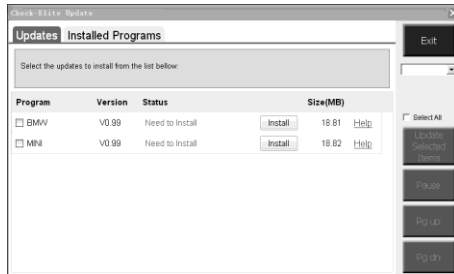 Check-Elite Update
Updates Installed Programs
Exit
Select the updates to install from the list bellow:
Program Version Status Size(MB)
Select All
BMW V0.99 Need to Install Install 18.81 Help
MINI V0.99 Need to Install Install 18.82 Help
Update
Selected
Items
Pause
Pg up
Pg dn